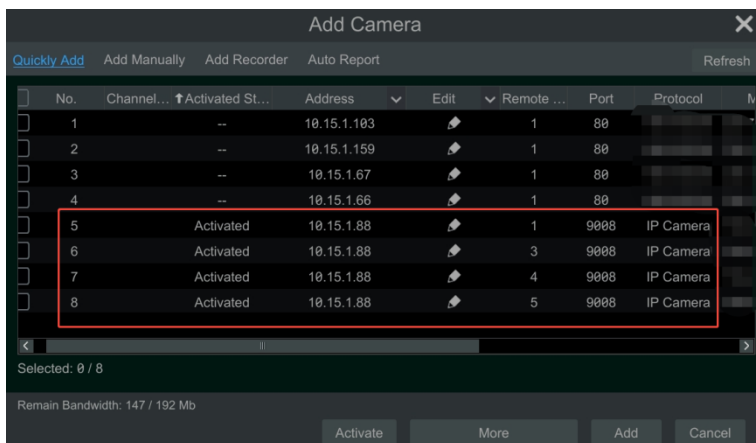 Add Camera
Quickly Add Add Manually Add Recorder Auto Report Refresh
No. Channel... ↑Activated St... Address Edit Remote ... Port Protocol
1 -- 10.15.1.103 1 80
2 -- 10.15.1.159 1 80
3 -- 10.15.1.67 1 80
4 -- 10.15.1.66 1 80
5 Activated 10.15.1.88 1 9008 IP Camera
6 Activated 10.15.1.88 3 9008 IP Camera
7 Activated 10.15.1.88 4 9008 IP Camera
8 Activated 10.15.1.88 5 9008 IP Camera
Selected: 0 / 8
Remain Bandwidth: 147 / 192 Mb
Activate More Add Cancel